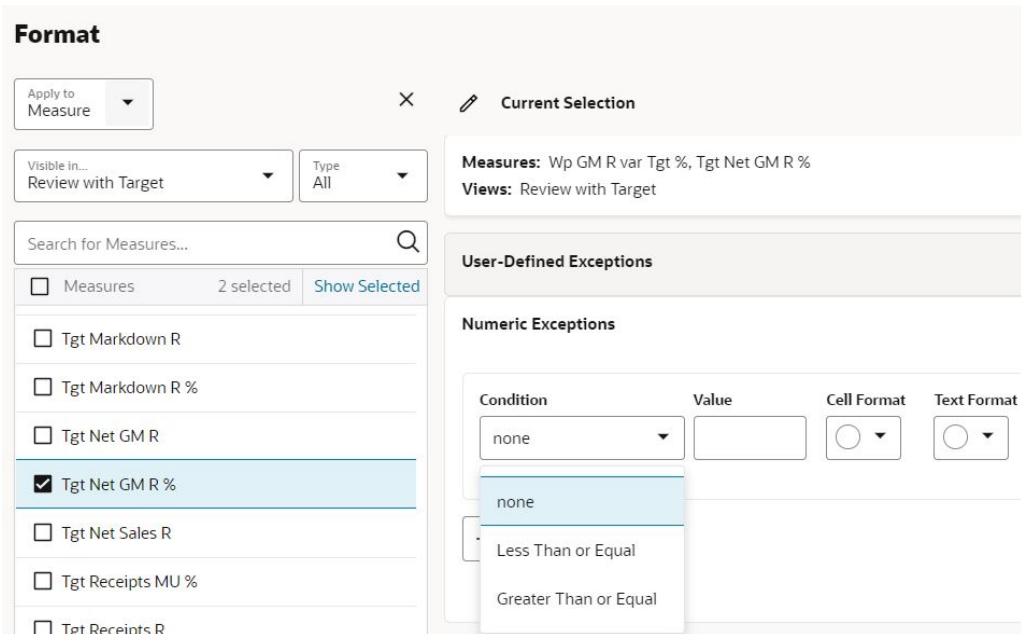 Format
Apply to
Measure
Visible in...
Review with Target
Type
All
Search for Measures...
Measures 2 selected Show Selected
Tgt Markdown R
Tgt Markdown R %
Tgt Net GM R
Tgt Net GM R %
Tgt Net Sales R
Tgt Receipts MU %
Tgt Receipts R
Current Selection
Measures: Wp GM R var Tgt %, Tgt Net GM R %
Views: Review with Target
User-Defined Exceptions
Numeric Exceptions
Condition Value Cell Format Text Format
none
none
Less Than or Equal
Greater Than or Equal